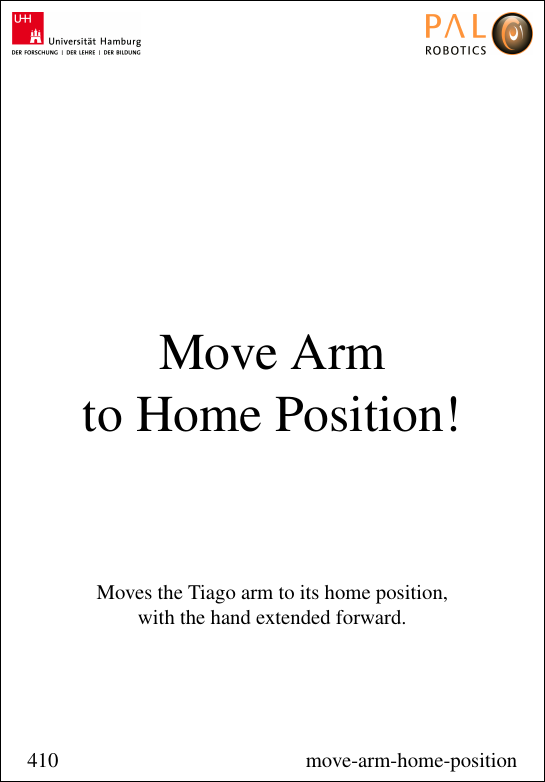 UHH
Universität Hamburg
DER FORSCHUNG | DER LEHRE | DER BILDUNG
PAL
ROBOTICS
Move Arm
to Home Position!
Moves the Tiago arm to its home position,
with the hand extended forward.
410
move-arm-home-position